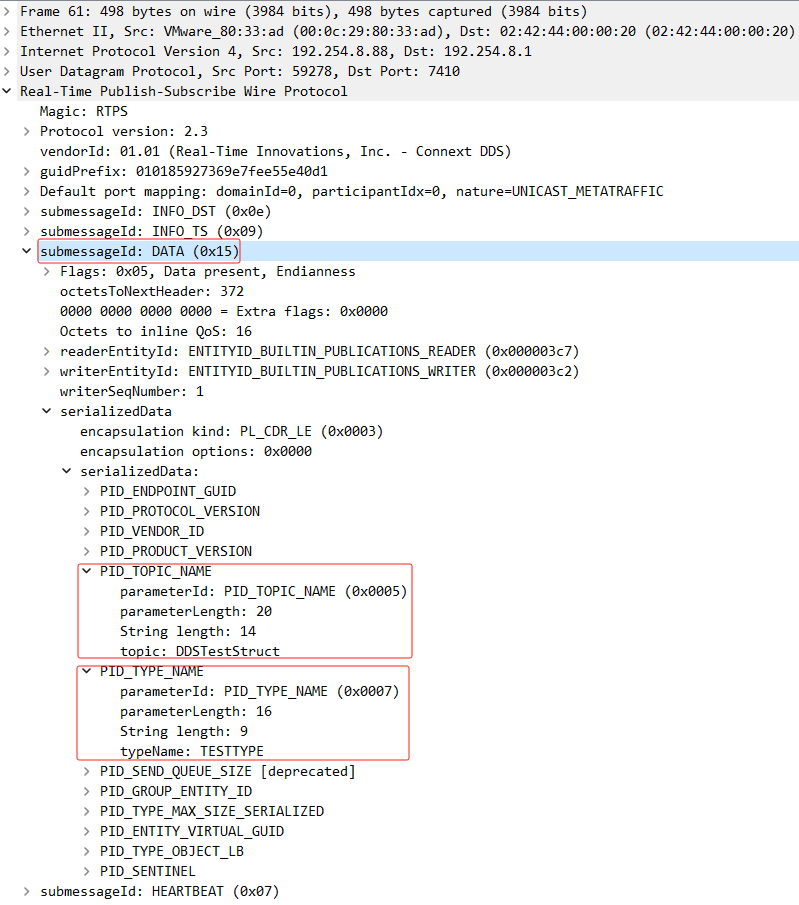 Frame 61: 498 bytes on wire (3984 bits), 498 bytes captured (3984 bits)
Ethernet II, Src: VMware_80:33:ad (00:0c:29:80:33:ad), Dst: 02:42:44:00:00:20 (02:42:44:00:00:20)
Internet Protocol Version 4, Src: 192.254.8.88, Dst: 192.254.8.1
User Datagram Protocol, Src Port: 59278, Dst Port: 7410
Real-Time Publish-Subscribe Wire Protocol
Magic: RTPS
Protocol version: 2.3
vendorId: 01.01 (Real-Time Innovations, Inc. - Connext DDS)
guidPrefix: 010185927369e7fee55e40d1
Default port mapping: domainId=0, participantIdx=0, nature=UNICAST_METATRAFFIC
submessageId: INFO_DST (0x0e)
submessageId: INFO_TS (0x09)
submessageId: DATA (0x15)
Flags: 0x05, Data present, Endianness
octetsToNextHeader: 372
0000 0000 0000 0000 = Extra flags: 0x0000
Octets to inline QoS: 16
readerEntityId: ENTITYID_BUILTIN_PUBLICATIONS_READER (0x000003c7)
writerEntityId: ENTITYID_BUILTIN_PUBLICATIONS_WRITER (0x000003c2)
writerSeqNumber: 1
serializedData
encapsulation kind: PL_CDR_LE (0x0003)
encapsulation options: 0x0000
serializedData:
PID_ENDPOINT_GUID
PID_PROTOCOL_VERSION
PID_VENDOR_ID
PID_PRODUCT_VERSION
PID_TOPIC_NAME
parameterId: PID_TOPIC_NAME (0x0005)
parameterLength: 20
String length: 14
topic: DDSTestStruct
PID_TYPE_NAME
parameterId: PID_TYPE_NAME (0x0007)
parameterLength: 16
String length: 9
typeName: TESTTYPE
PID_SEND_QUEUE_SIZE [deprecated]
PID_GROUP_ENTITY_ID
PID_TYPE_MAX_SIZE_SERIALIZED
PID_ENTITY_VIRTUAL_GUID
PID_TYPE_OBJECT_LB
PID_SENTINEL
submessageId: HEARTBEAT (0x07)